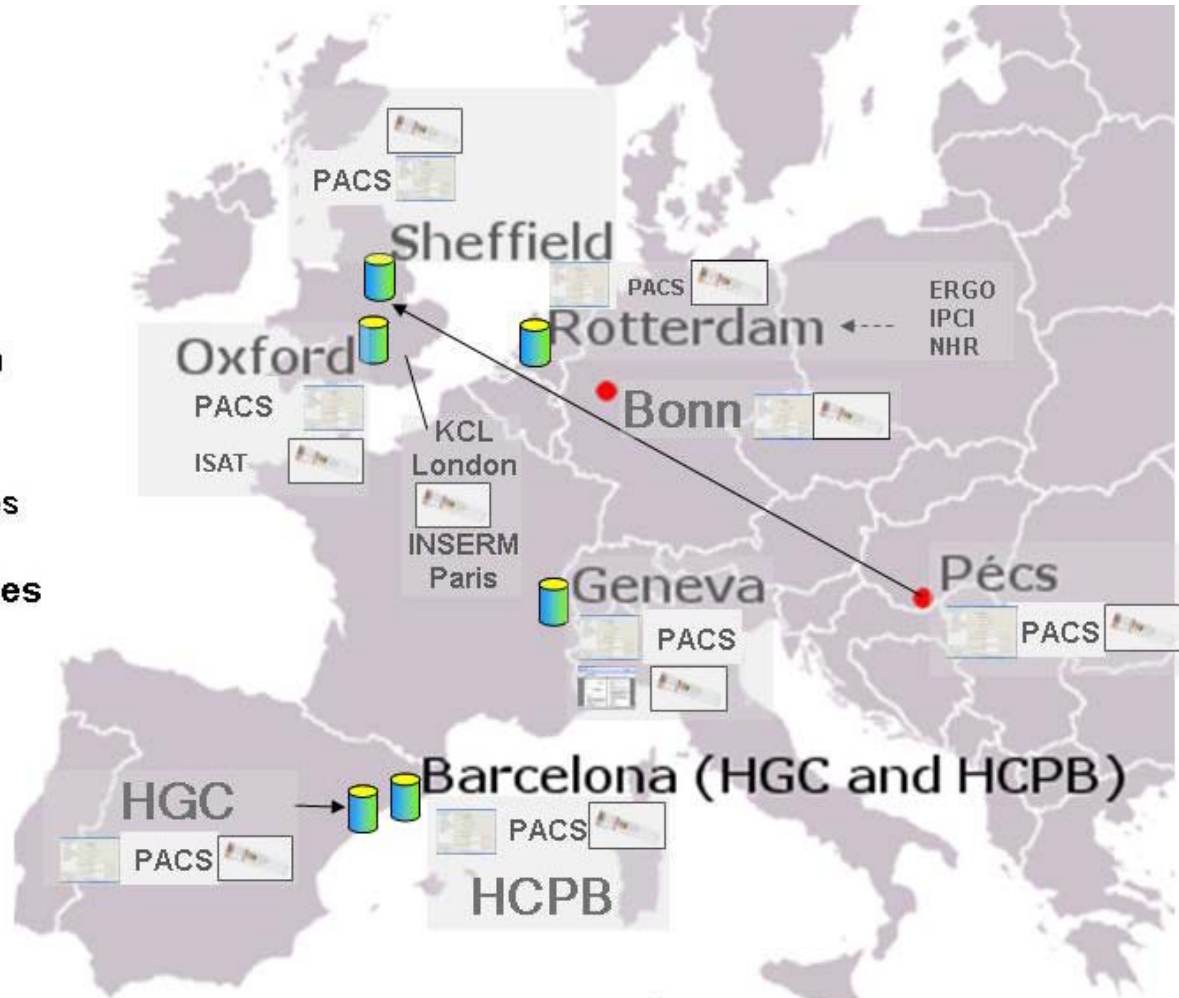 PACS
Sheffield
PACS
Rotterdam
ERGO
IPCI
NHR
Oxford
PACS
ISAT
KCL
London
INSERM
Paris
Bonn
Geneva
PACS
Pécs
PACS
es
Barcelona (HGC and HCPB)
HGC
PACS
PACS
HCPB